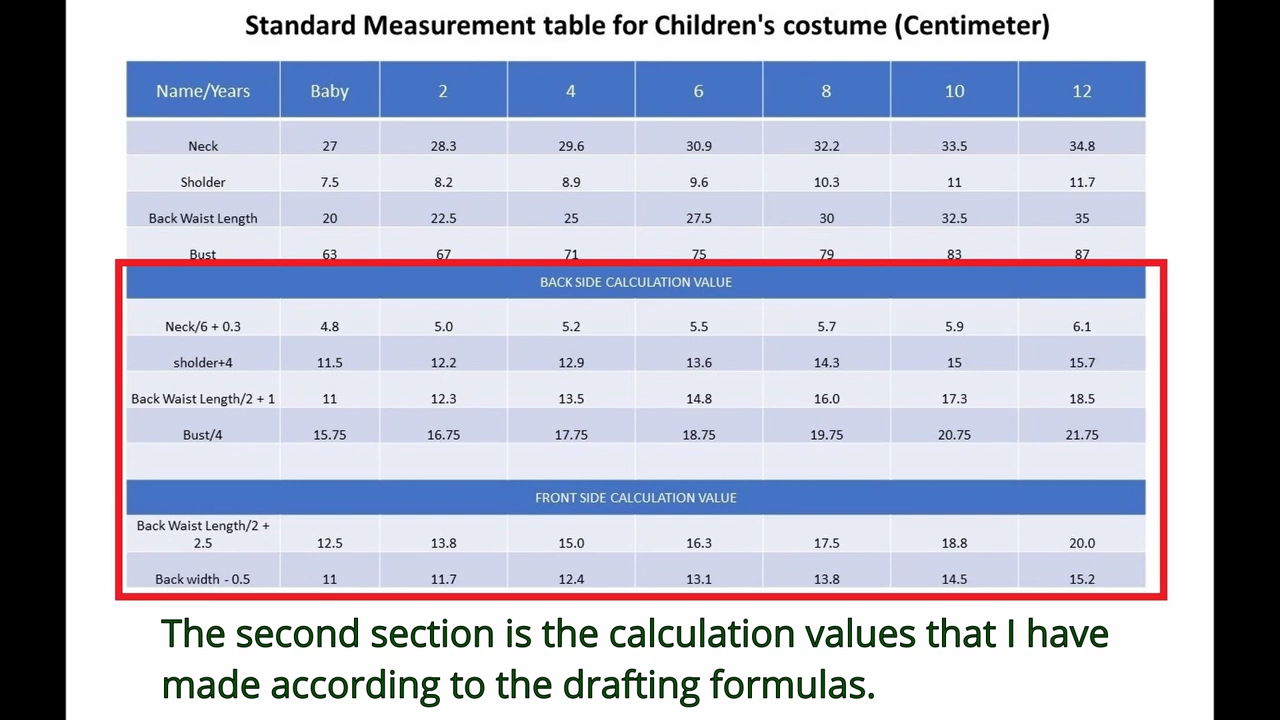 Standard Measurement table for Children's costume (Centimeter)
Name/Years Baby 2 4 6 8 10 12
Neck 27 28.3 29.6 30.9 32.2 33.5 34.8
Sholder 7.5 8.2 8.9 9.6 10.3 11 11.7
Back Waist Length 20 22.5 25 27.5 30 32.5 35
Bust 63 67 71 75 79 83 87
BACK SIDE CALCULATION VALUE
Neck/6 + 0.3 4.8 5.0 5.2 5.5 5.7 5.9 6.1
sholder+4 11.5 12.2 12.9 13.6 14.3 15 15.7
Back Waist Length/2 + 1 11 12.3 13.5 14.8 16.0 17.3 18.5
Bust/4 15.75 16.75 17.75 18.75 19.75 20.75 21.75
FRONT SIDE CALCULATION VALUE
Back Waist Length/2 +
2.5 12.5 13.8 15.0 16.3 17.5 18.8 20.0
Back width - 0.5 11 11.7 12.4 13.1 13.8 14.5 15.2
The second section is the calculation values that I have
made according to the drafting formulas.